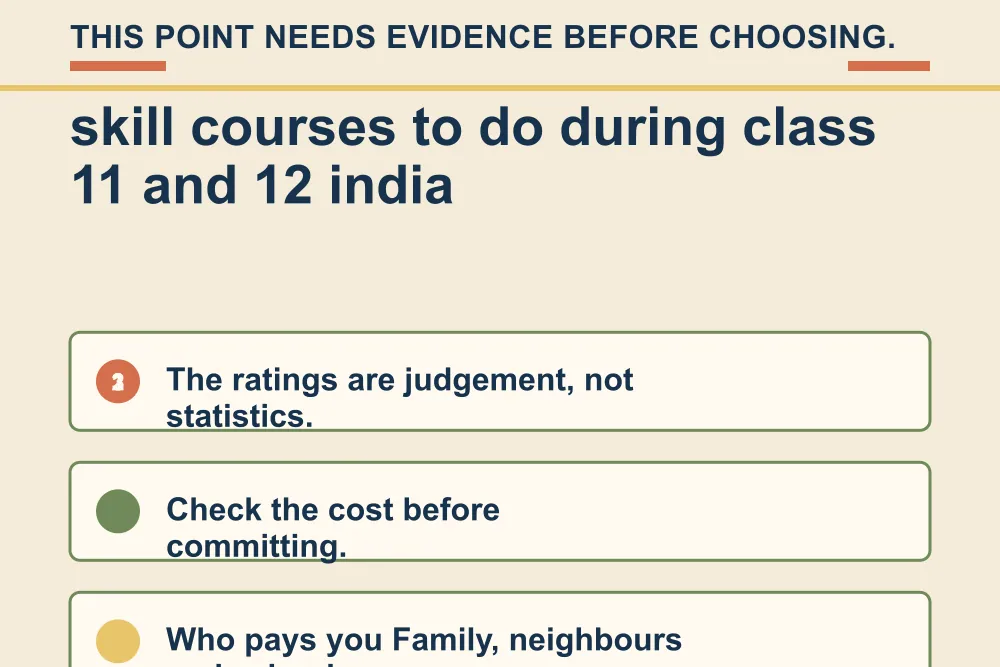 THIS POINT NEEDS EVIDENCE BEFORE CHOOSING.
skill courses to do during class
11 and 12 india
The ratings are judgement, not
statistics.
Check the cost before
committing.
Who pays you Family, neighbours